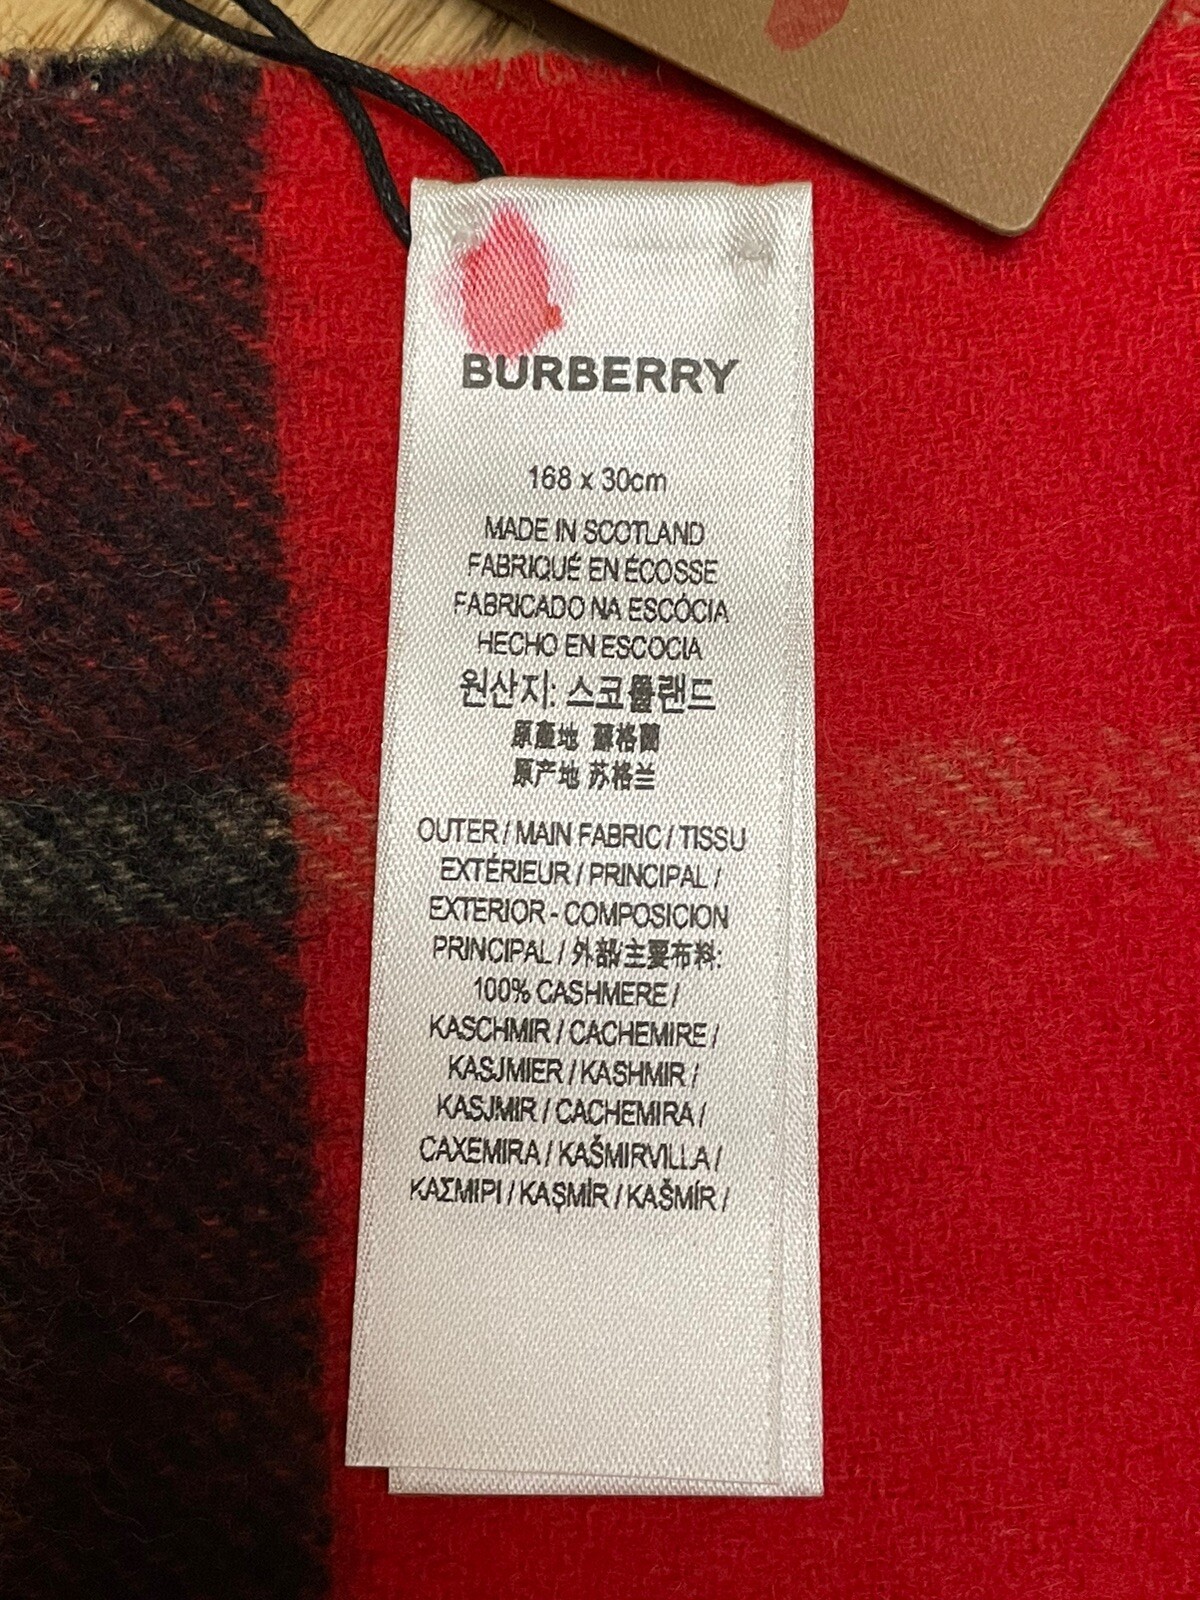 BURBERRY
168 x 30cm
MADE IN SCOTLAND
FABRIQUÉ EN ÉCOSSE
FABRICADO NA ESCÓCIA
HECHO EN ESCOCIA
원산지: 스코틀랜드
原產地 蘇格蘭
原产地 苏格兰
OUTER / MAIN FABRIC / TISSU
EXTÉRIEUR / PRINCIPAL /
EXTERIOR - COMPOSICION
PRINCIPAL / 外部/主要布料:
100% CASHMERE /
KASCHMIR / CACHEMIRE /
KASJMIER / KASHMIR /
KASJMIR / CACHEMIRA /
CAXEMIRA / KAŠMIRVILLA /
ΚΑΣΜΙΡΙ / KAŞMİR / KAŠMÍR /